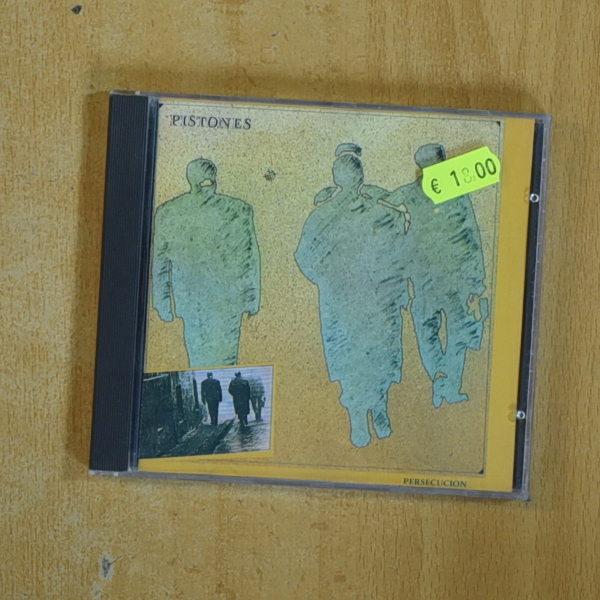 PISTONES
€ 18.00
PERSECUCION